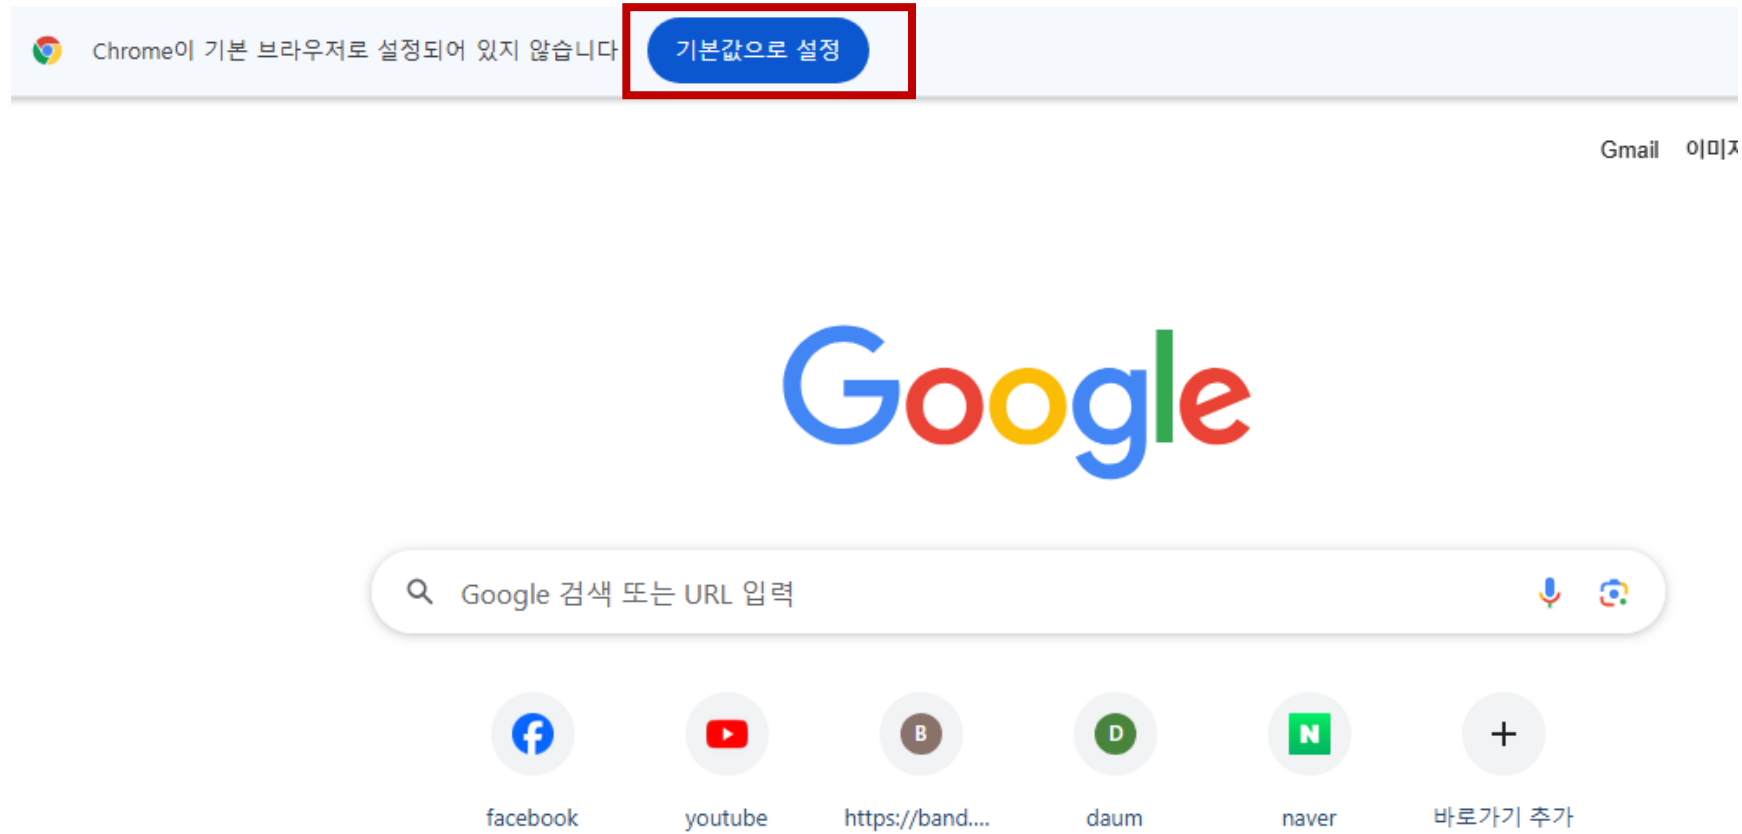 Chrome이 기본 브라우저로 설정되어 있지 않습니다 기본값으로 설정
Gmail
Google
Google 검색 또는 URL 입력
B D N
facebook youtube https://band.... daum naver 바로가기 추가